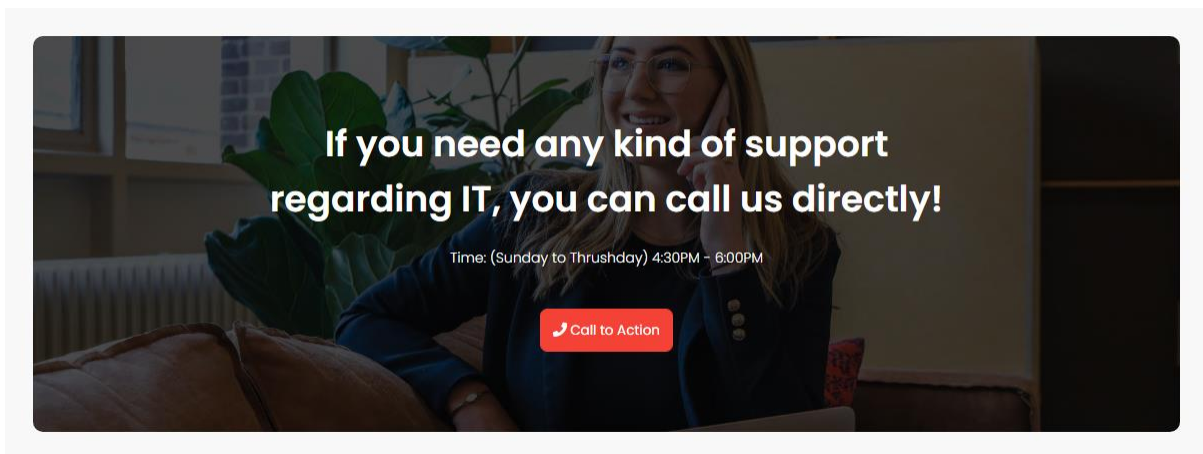 If you need any kind of support
regarding IT, you can call us directly!
Time: (Sunday to Thrushday) 4:30PM - 6:00PM
Call to Action